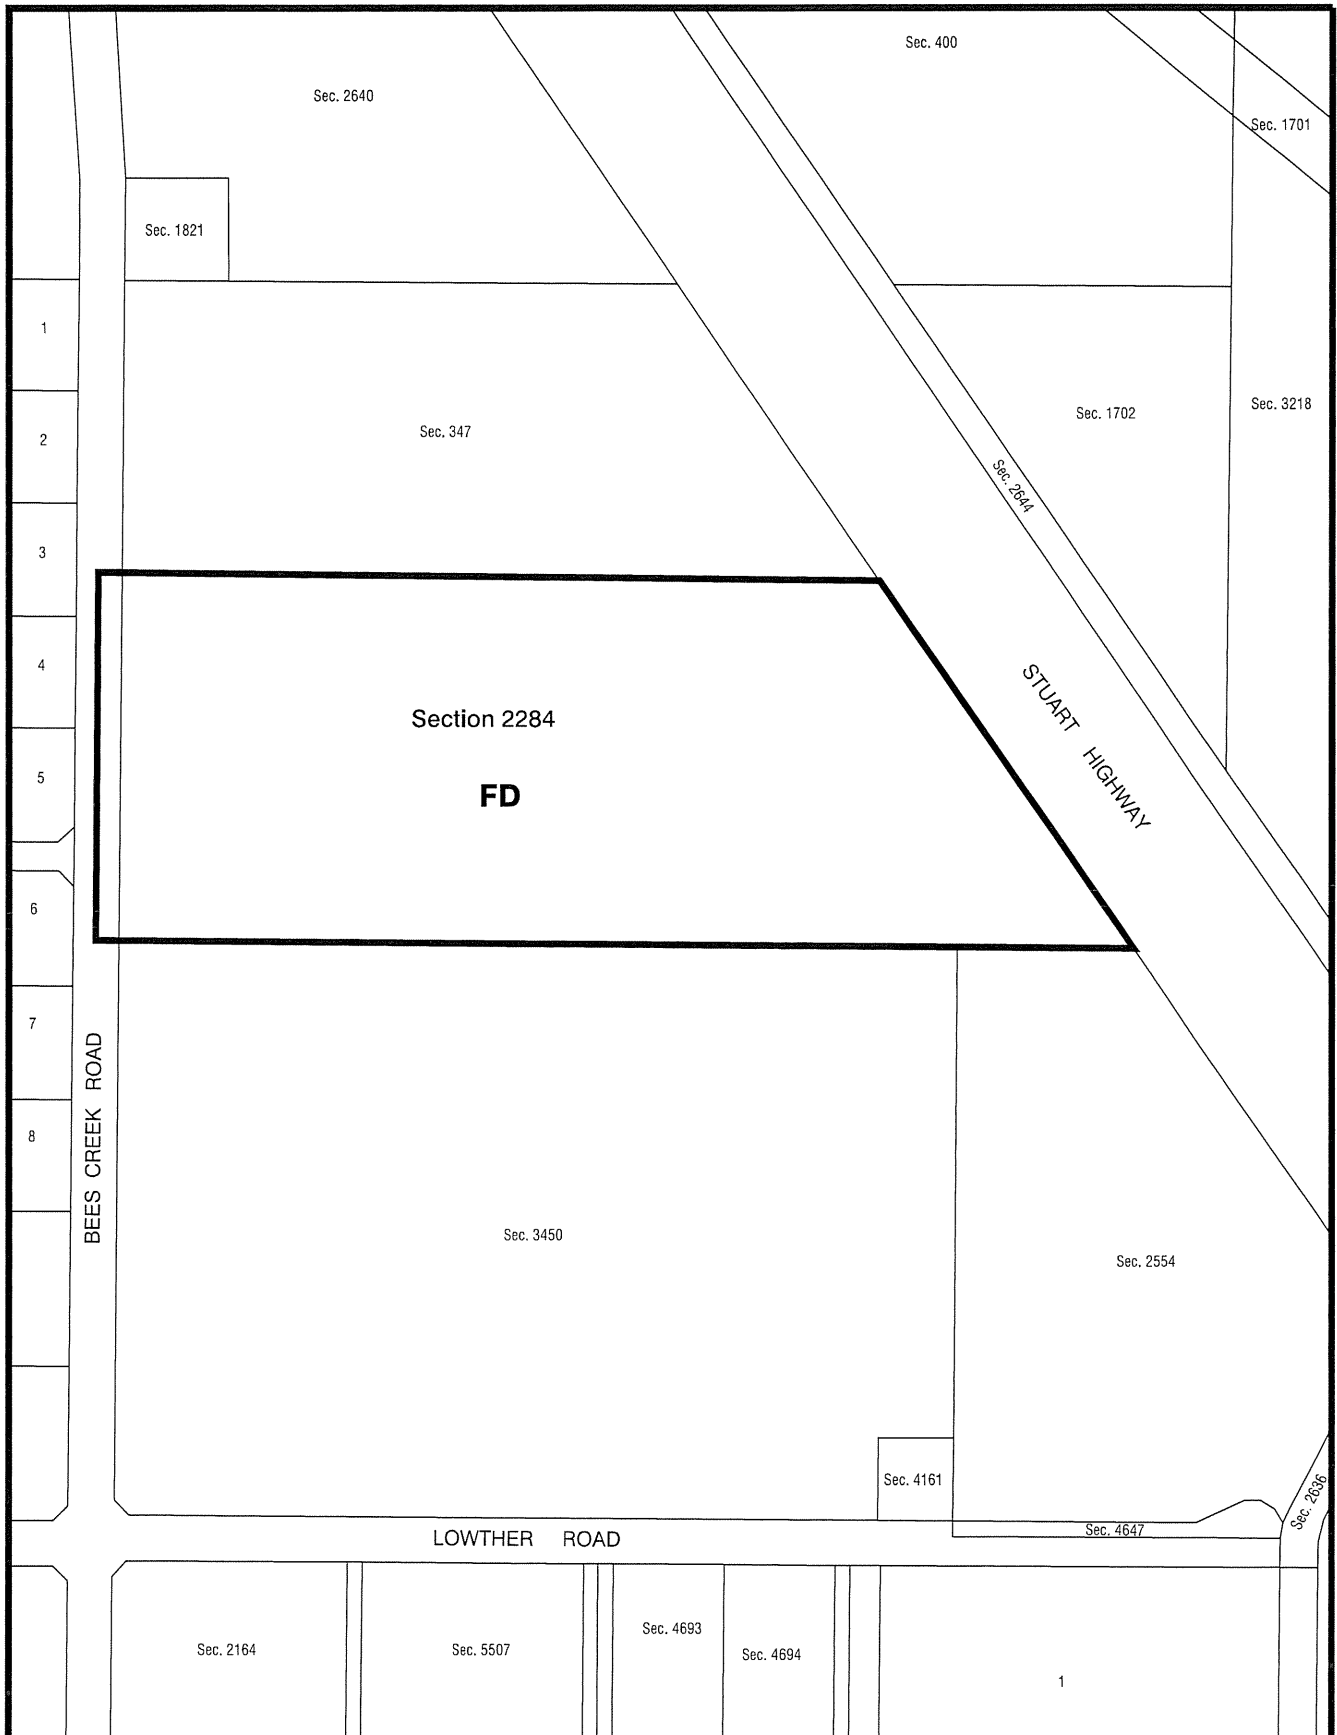 Sec. 400
Sec. 2640
Sec. 1701
Sec. 1821
1
Sec. 3218
Sec. 1702
2
Sec. 347
Sec. 2644
3
4
Section 2284
STUART HIGHWAY
5
FD
6
7
BEES CREEK ROAD
8
Sec. 3450
Sec. 2554
Sec. 4161
Sec. 2636
Sec. 4647
LOWTHER ROAD
Sec. 4693
Sec. 2164
Sec. 5507
Sec. 4694
1